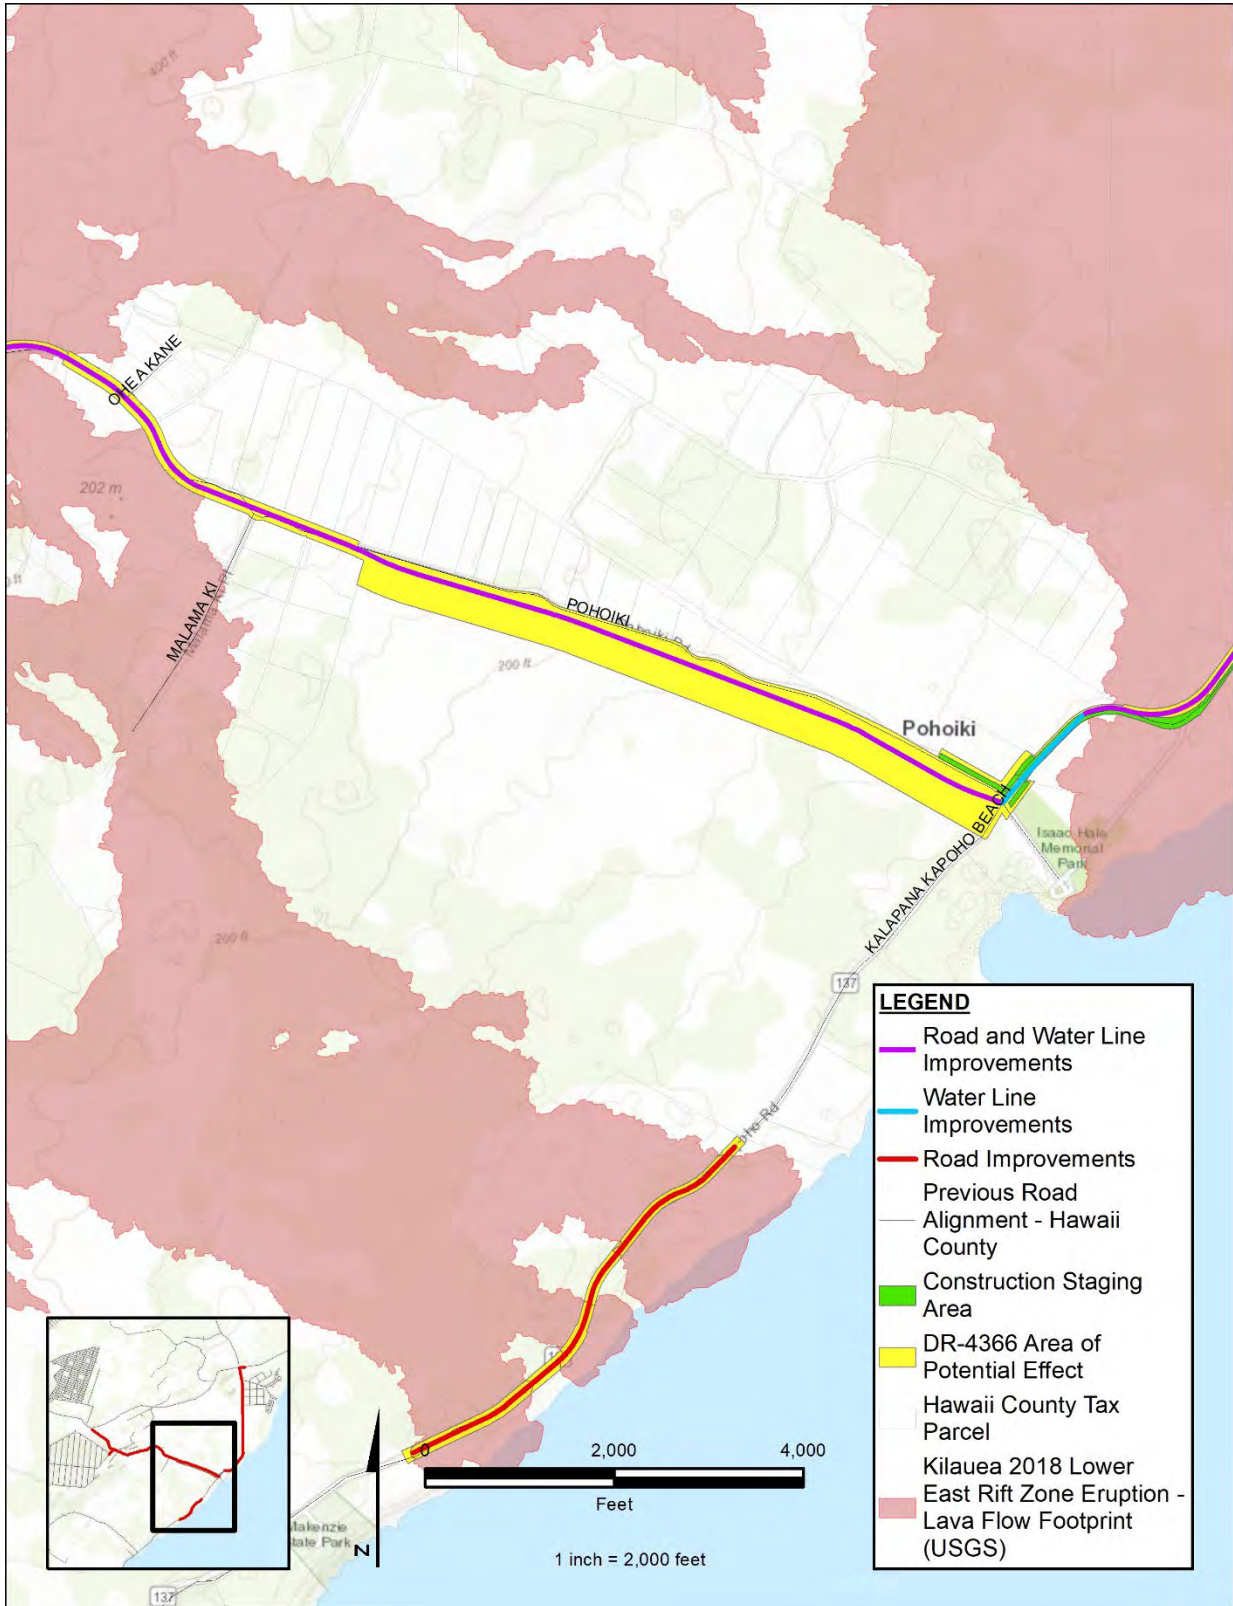 400 ft
OHE A KANE
202 m
MALAMA KI
POHOIKI
200 ft
Pohoiki
KALAPANA KAPOHO BEACH
Isaac Hale
Memorial
Park
200 ft
137
LEGEND
Road and Water Line
Improvements
Water Line
Improvements
Road Improvements
Previous Road
Alignment - Hawaii
County
Construction Staging
Area
DR-4366 Area of
Potential Effect
Hawaii County Tax
Parcel
Kilauea 2018 Lower
East Rift Zone Eruption -
Lava Flow Footprint
(USGS)
0 2,000 4,000
Feet
1 inch = 2,000 feet
N
Makenzie
State Park
137